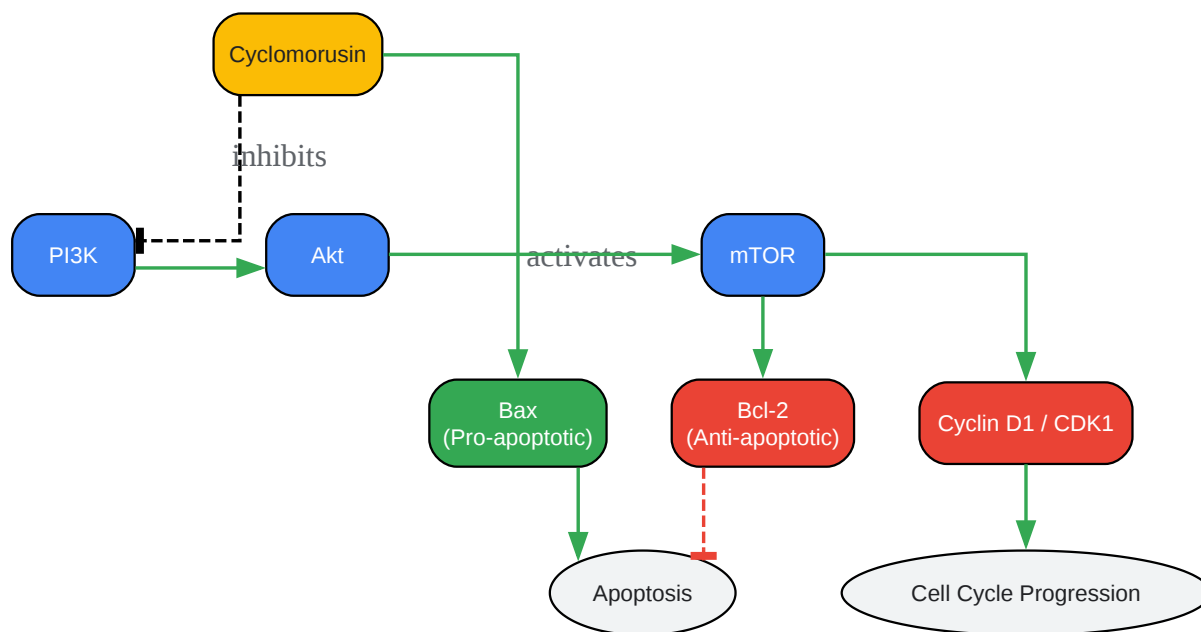 Cyclomorusin
inhibits
PI3K
Akt
activates
mTOR
Bax
(Pro-apoptotic)
Bcl-2
(Anti-apoptotic)
Cyclin D1 / CDK1
Apoptosis
Cell Cycle Progression